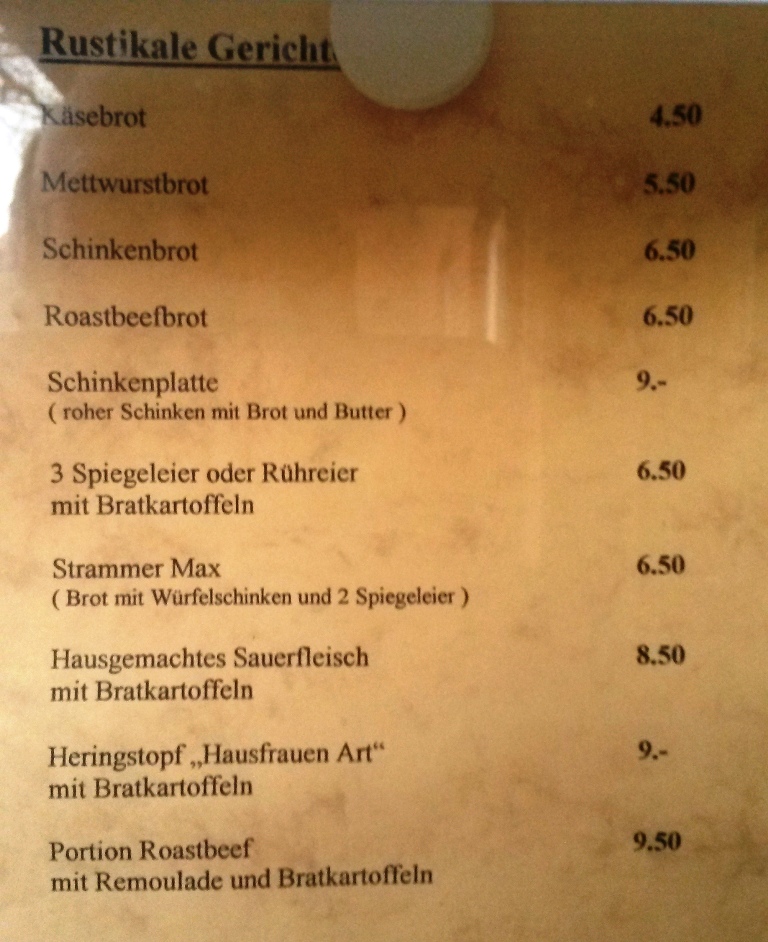 Rustikale Gerichte
Käsebrot 4.50
Mettwurstbrot 5.50
Schinkenbrot 6.50
Roastbeefbrot 6.50
Schinkenplatte 9.-
( roher Schinken mit Brot und Butter )
3 Spiegeleier oder Rühreier 6.50
mit Bratkartoffeln
Strammer Max 6.50
( Brot mit Würfelschinken und 2 Spiegeleier )
Hausgemachtes Sauerfleisch 8.50
mit Bratkartoffeln
Heringstopf „Hausfrauen Art“ 9.-
mit Bratkartoffeln
Portion Roastbeef 9.50
mit Remoulade und Bratkartoffeln